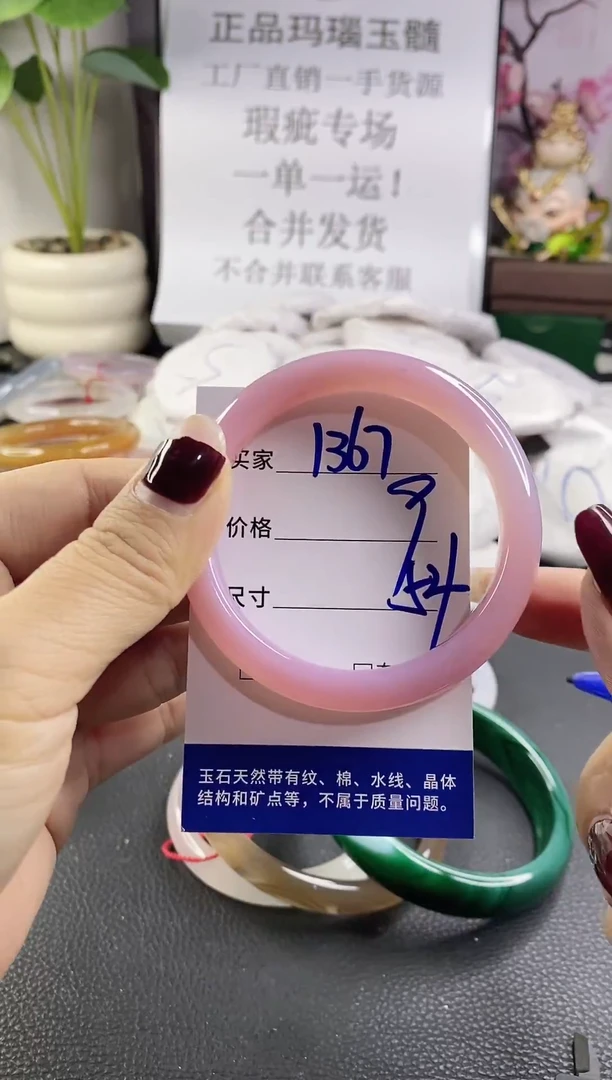 正品玛瑙玉髓
工厂直销一手货源
瑕疵专场
一单一运!
合并发货
不合并联系客服
买家 1367
价格 9
尺寸 54
玉石天然带有纹、棉、水线、晶体
结构和矿点等,不属于质量问题。